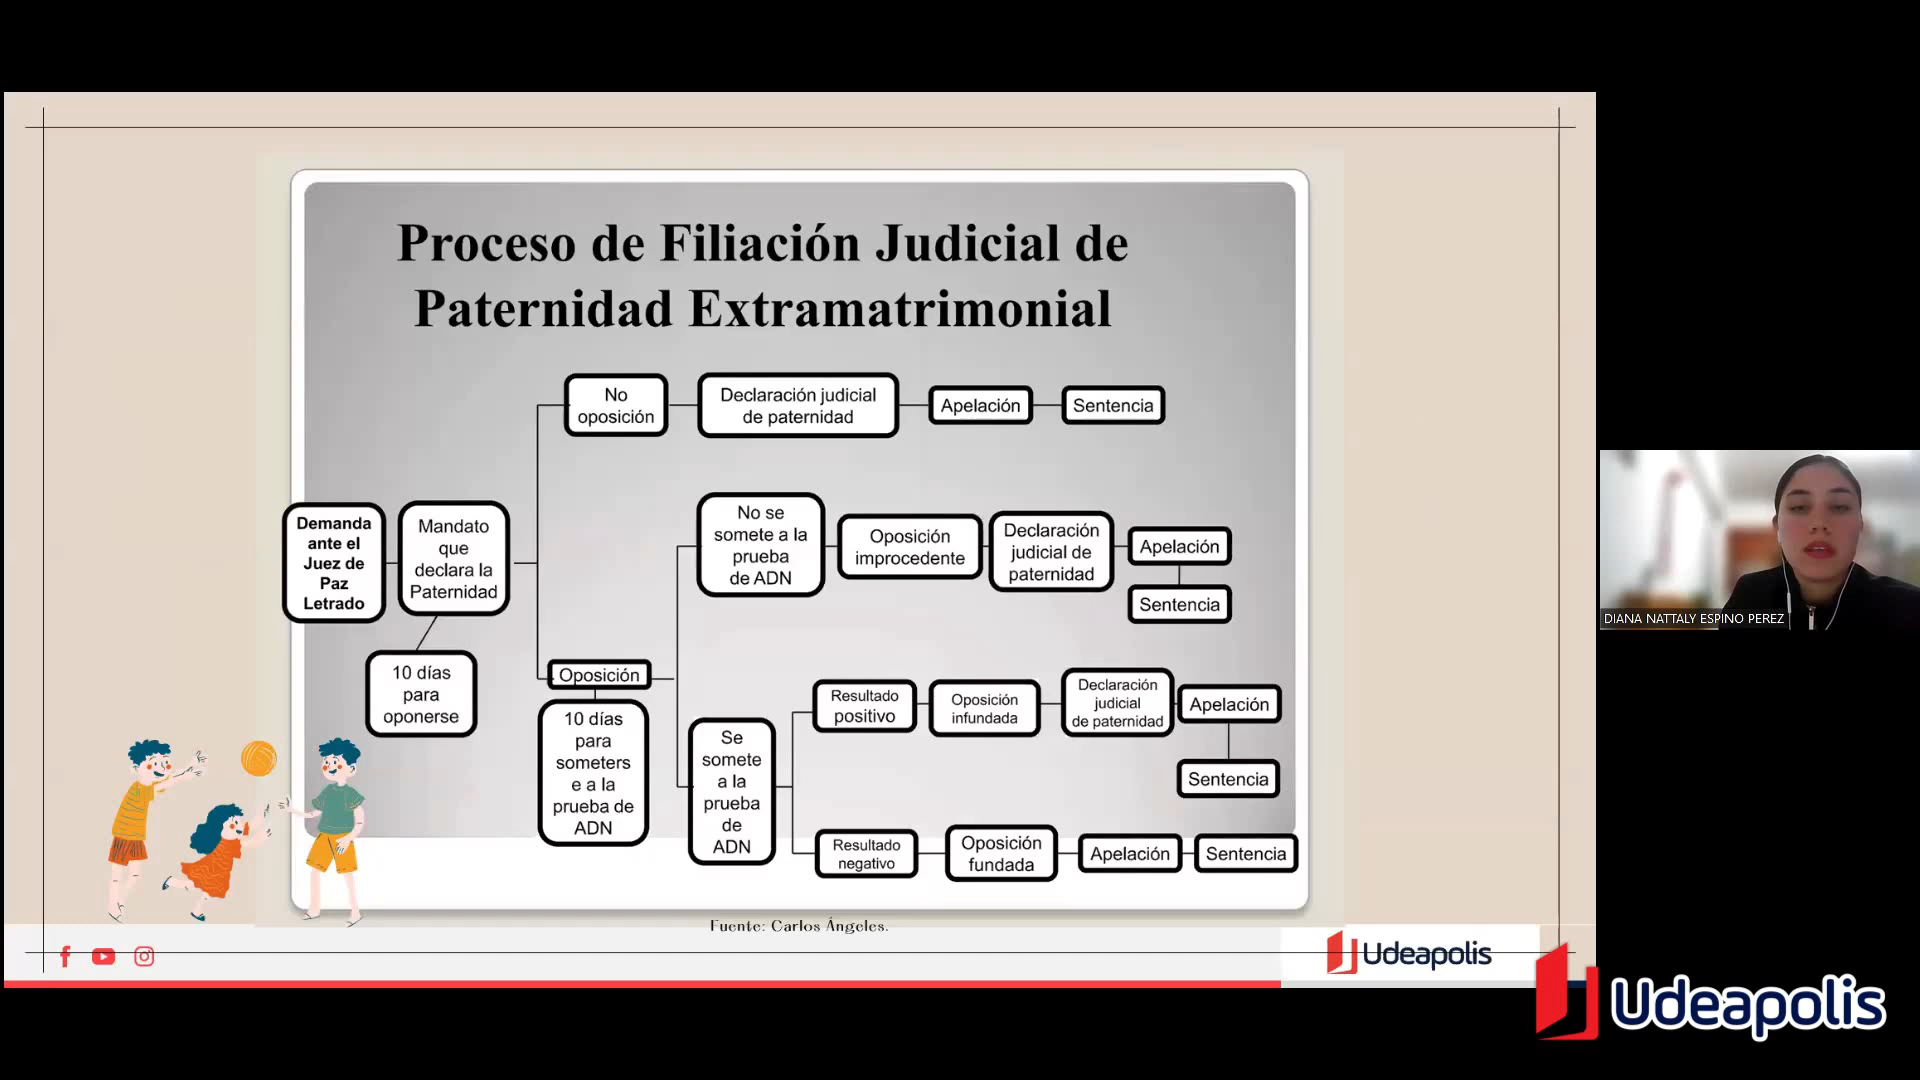 Proceso de Filiación Judicial de
Paternidad Extramatrimonial
No
oposición
Declaración judicial
de paternidad
Apelación
Sentencia
Demanda
ante el
Juez de
Paz
Letrado
Mandato
que
declara la
Paternidad
10 días
para
oponerse
No se
somete a la
prueba
de ADN
Oposición
improcedente
Declaración
judicial de
paternidad
Apelación
Sentencia
Oposición
10 días
para
someters
e a la
prueba de
ADN
Se
somete
a la
prueba
de
ADN
Resultado
positivo
Oposición
infundada
Declaración
judicial
de paternidad
Apelación
Sentencia
Resultado
negativo
Oposición
fundada
Apelación
Sentencia
Fuente: Carlos Ángeles.
Udeapolis
DIANA NATTALY ESPINO PEREZ
Udeapolis